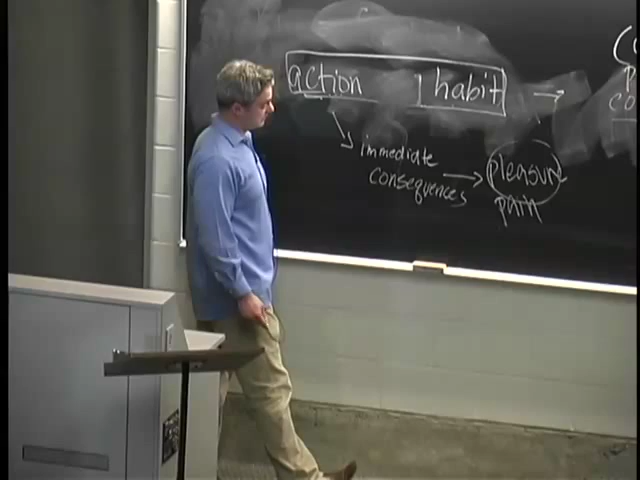 action habit →
immediate
consequences → pleasure
pain